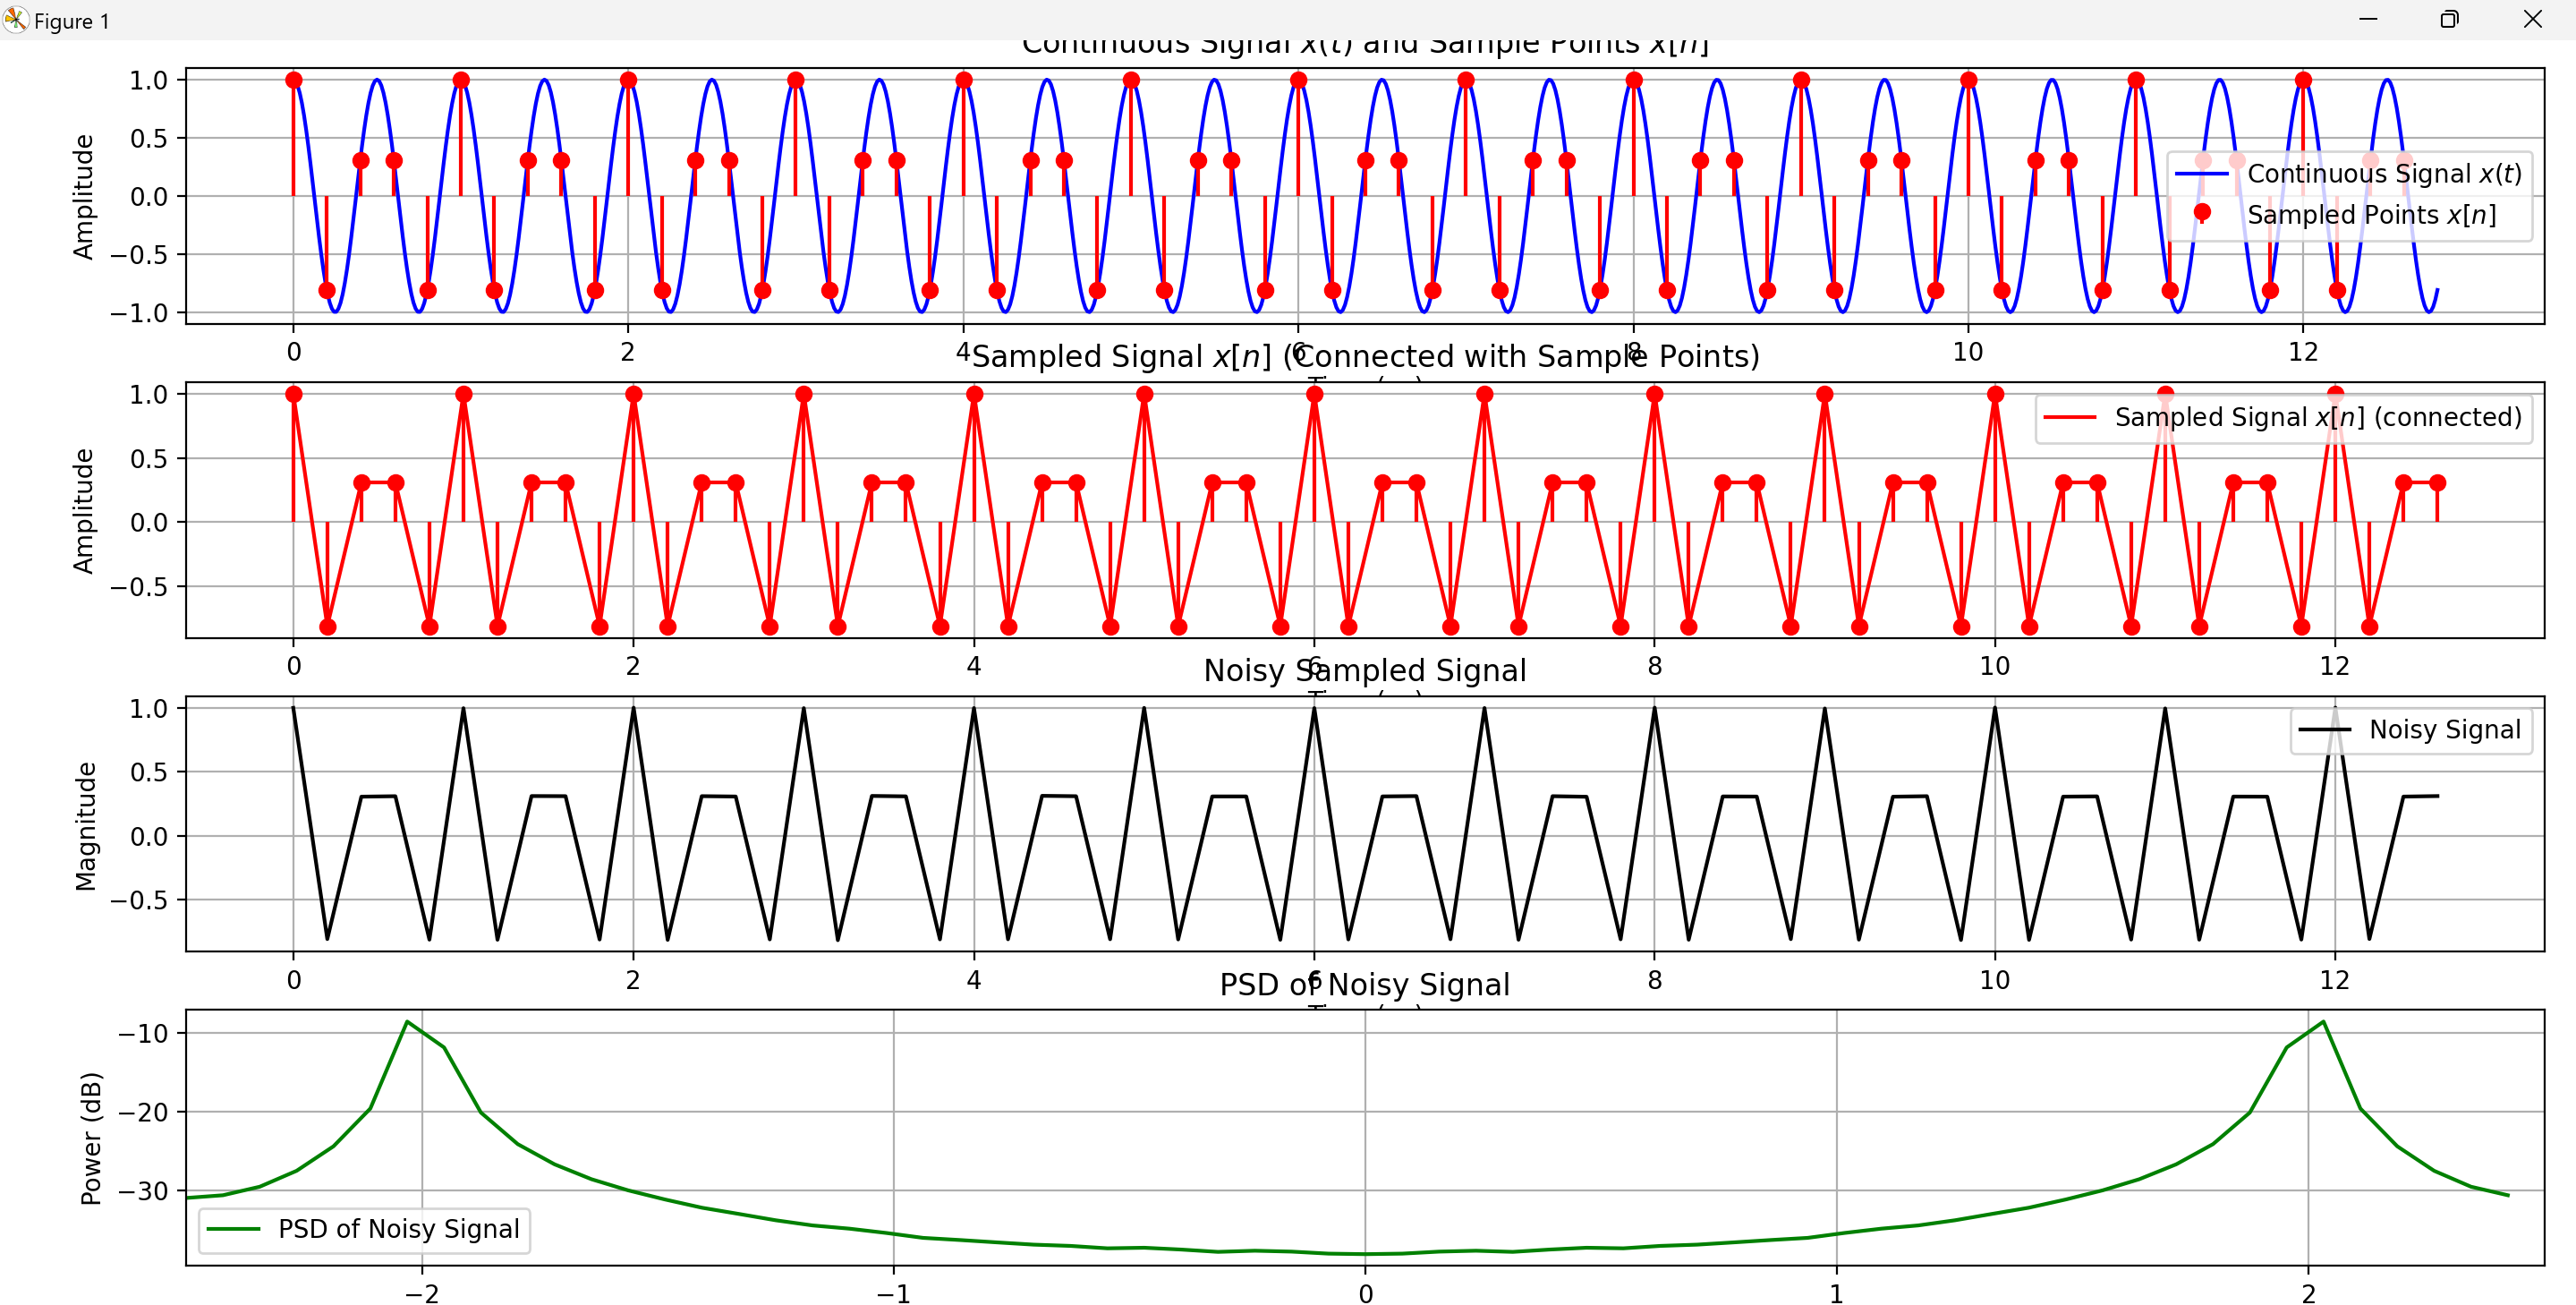 Figure 1
Continuous Signal x(t) and Sample Points x[n]
1.0
0.5
0.0
−0.5
−1.0
Amplitude
Continuous Signal x(t)
Sampled Points x[n]
0 2 4 6 8 10 12
Sampled Signal x[n] (Connected with Sample Points)
1.0
0.5
0.0
−0.5
Amplitude
Sampled Signal x[n] (connected)
0 2 4 6 8 10 12
Noisy Sampled Signal
1.0
0.5
0.0
−0.5
Magnitude
Noisy Signal
0 2 4 6 8 10 12
PSD of Noisy Signal
−10
−20
−30
Power (dB)
PSD of Noisy Signal
−2 −1 0 1 2